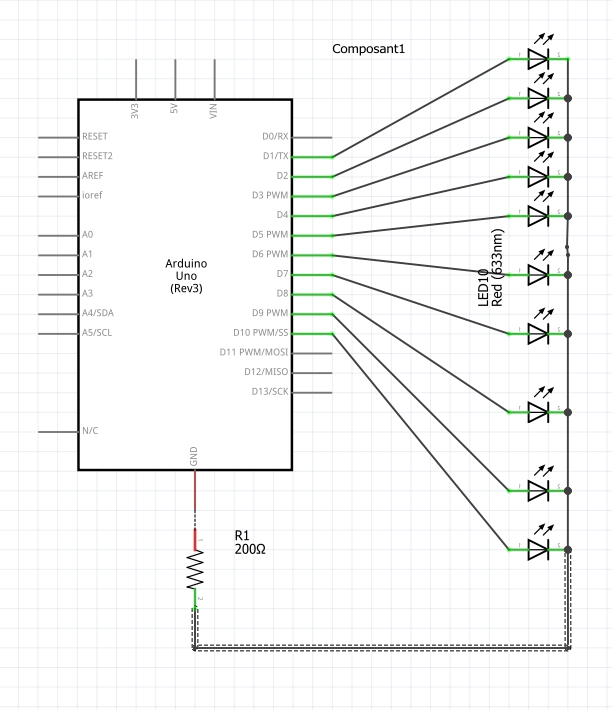 Composant1
3V3
5V
VIN
RESET
RESET2
AREF
ioref
A0
A1
A2
A3
A4/SDA
A5/SCL
N/C
Arduino
Uno
(Rev3)
D0/RX
D1/TX
D2
D3 PWM
D4
D5 PWM
D6 PWM
D7
D8
D9 PWM
D10 PWM/SS
D11 PWM/MOSI
D12/MISO
D13/SCK
GND
LED10
Red (633nm)
R1
200Ω
1
2